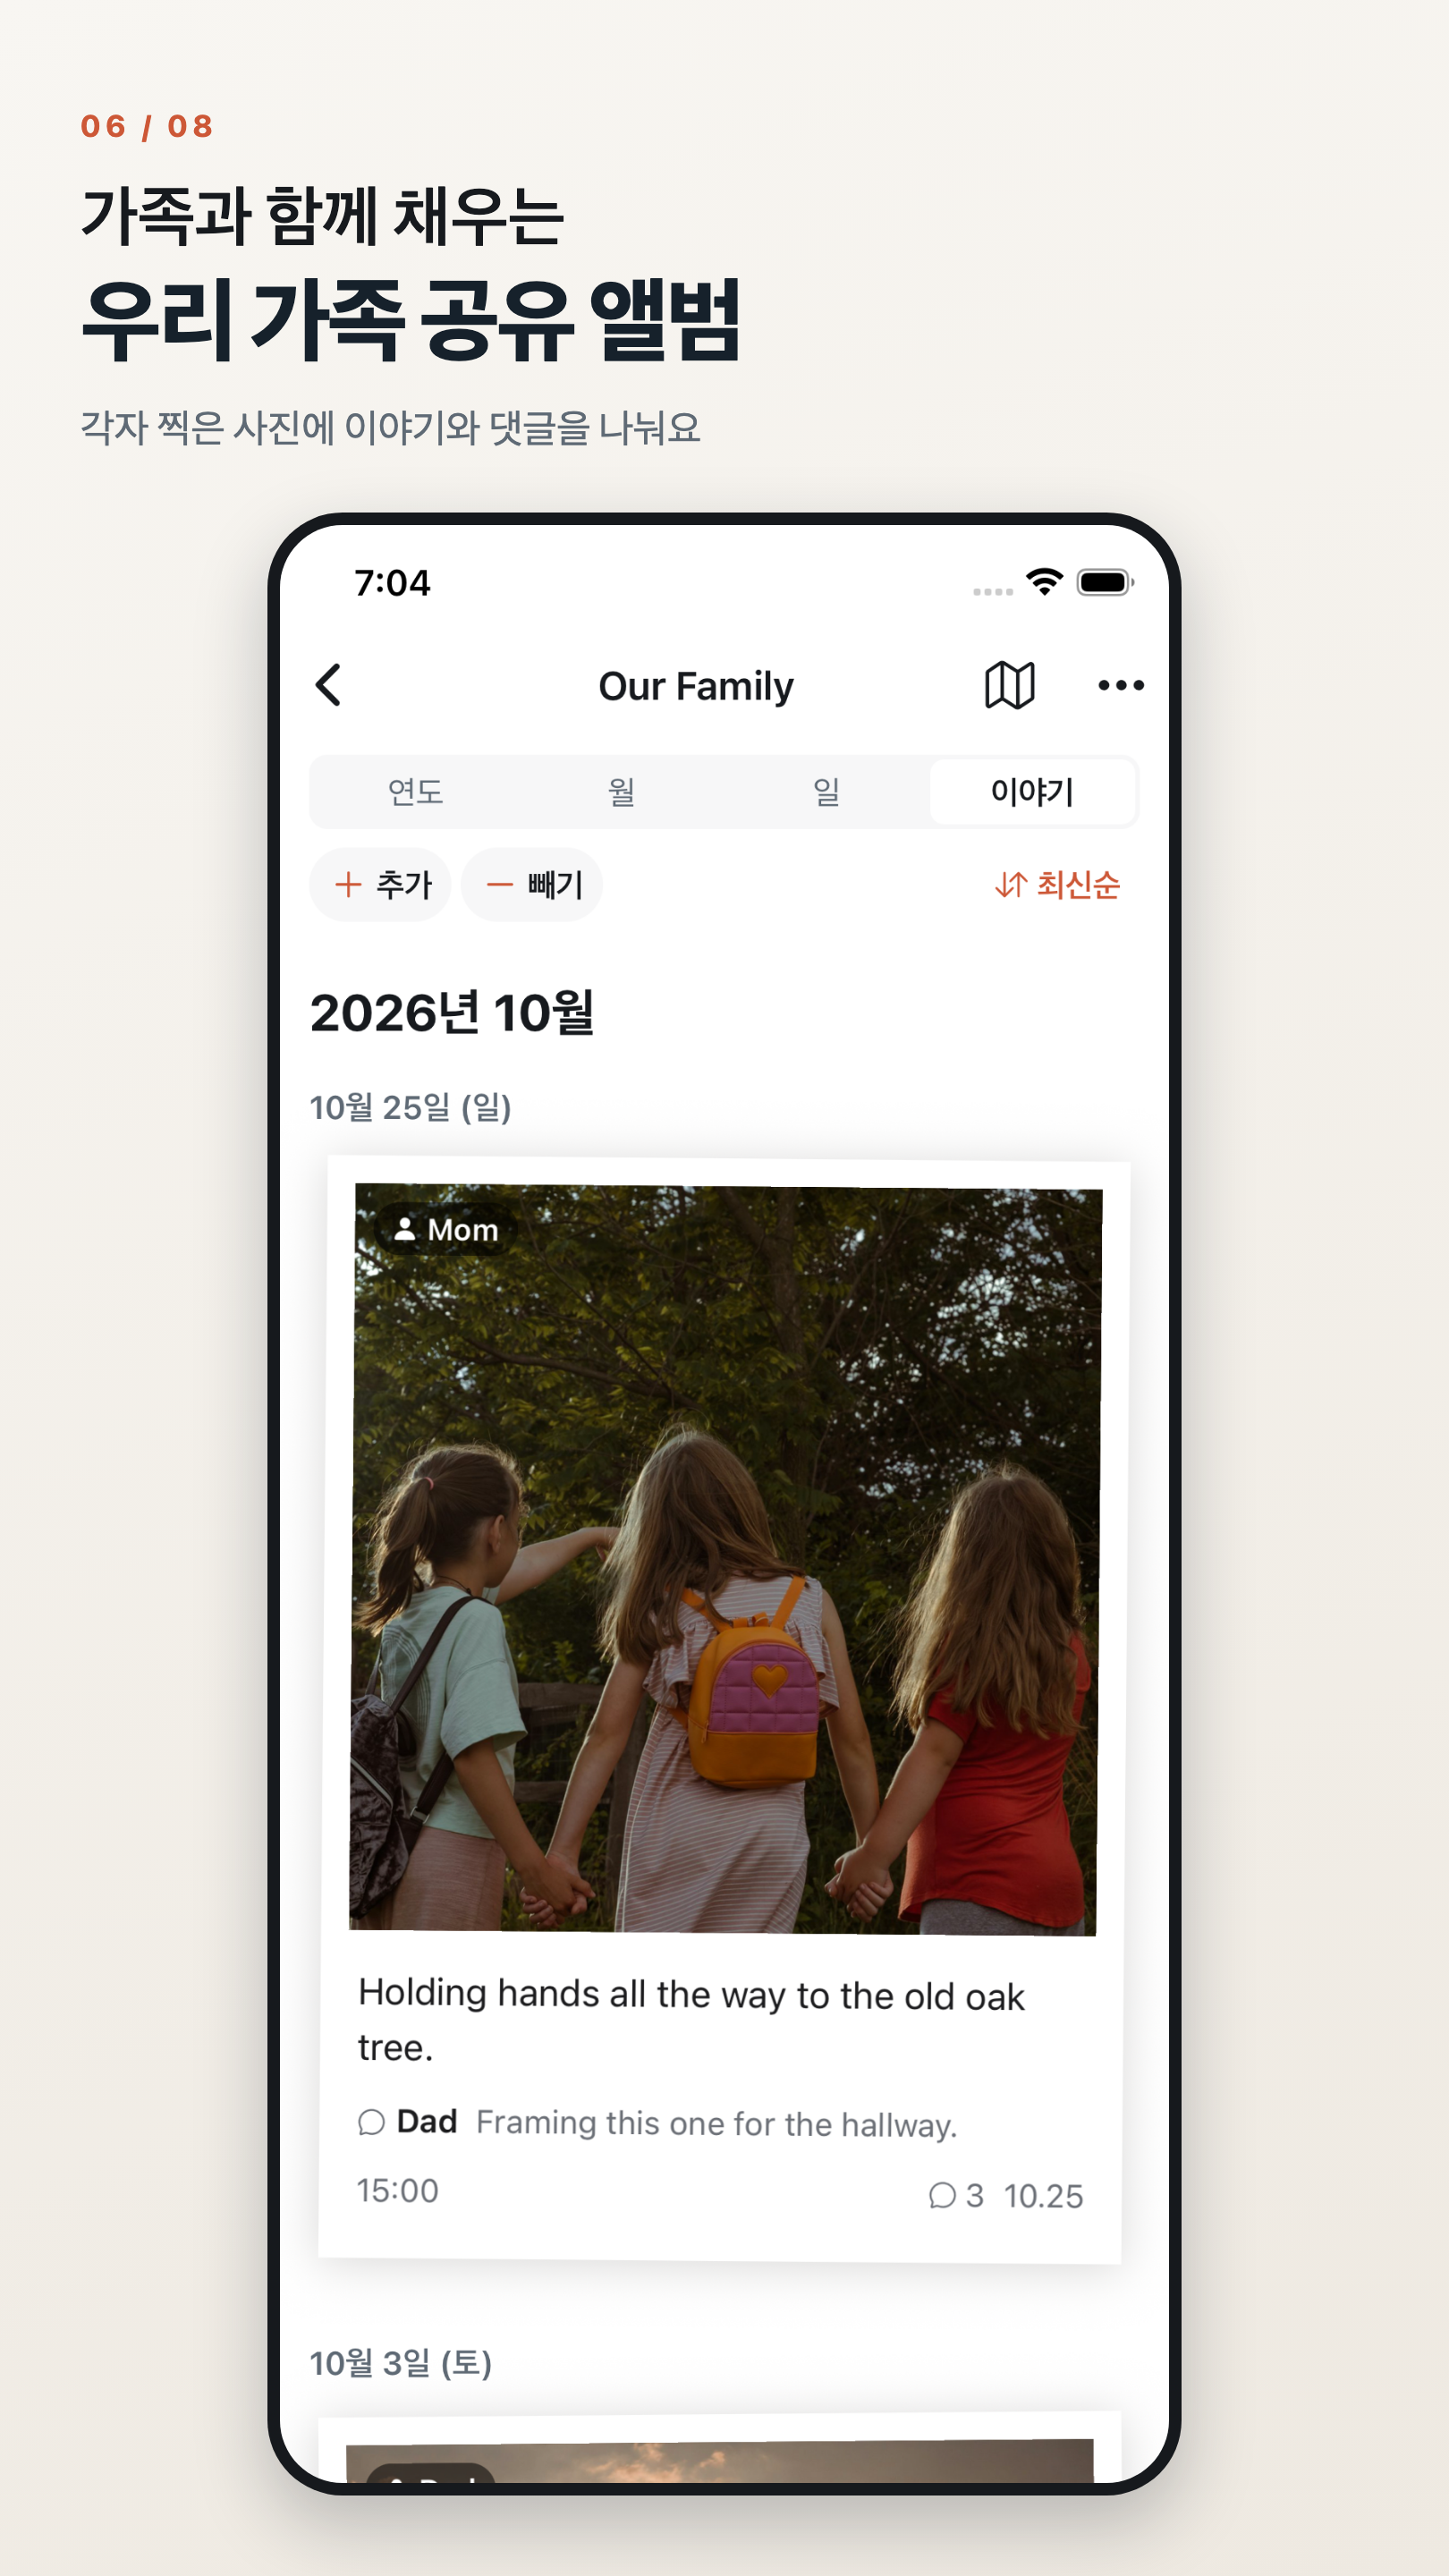 06 / 08
가족과 함께 채우는
우리 가족 공유 앨범
각자 찍은 사진에 이야기와 댓글을 나눠요
7:04
Our Family
연도 월 일 이야기
추가 빼기 최신순
2026년 10월
10월 25일 (일)
Mom
Holding hands all the way to the old oak
tree.
Dad Framing this one for the hallway.
15:00 3 10.25
10월 3일 (토)